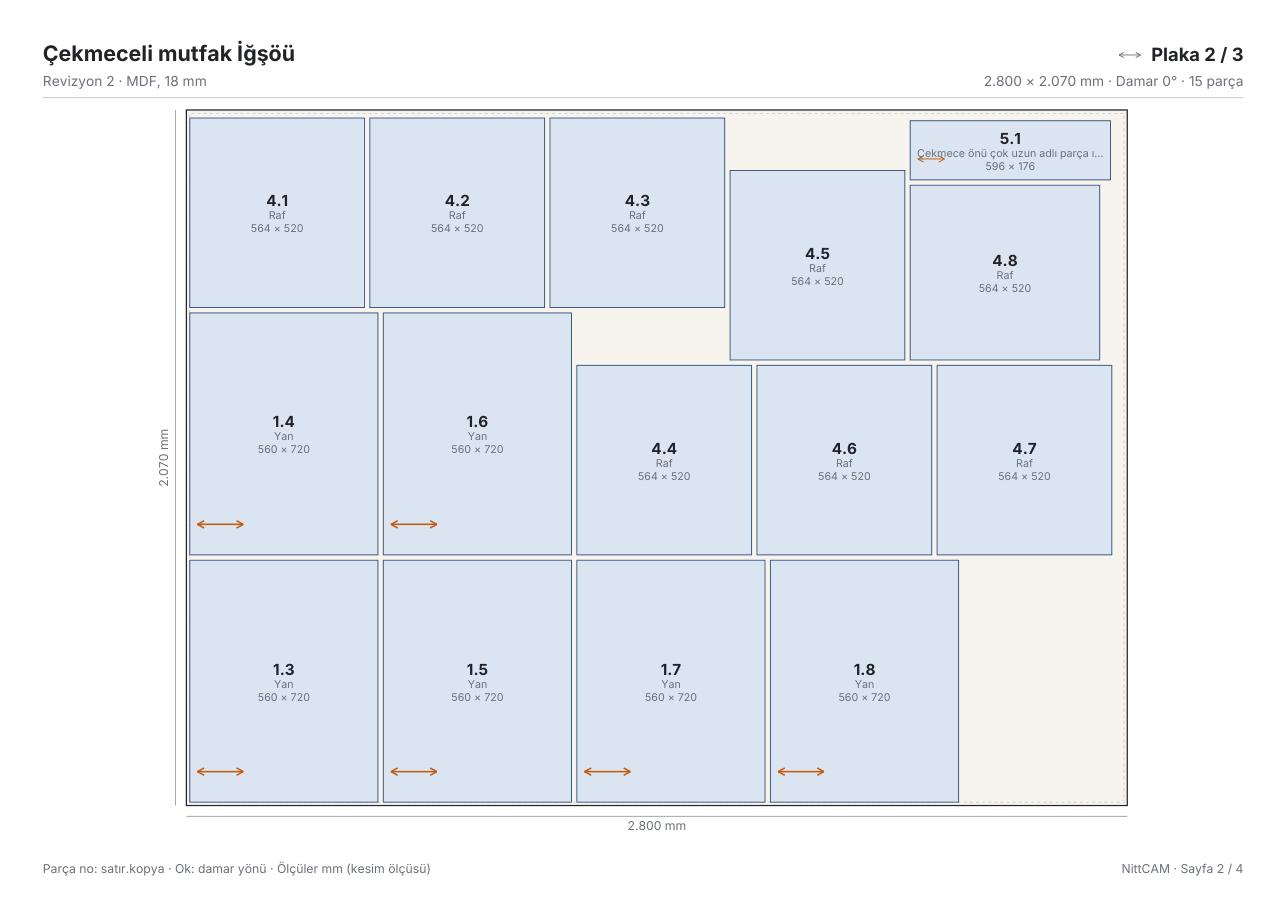 Çekmeceli mutfak İğşöü
Plaka 2 / 3
Revizyon 2 · MDF, 18 mm
2.800 × 2.070 mm · Damar 0° · 15 parça
4.1
Raf
564 × 520
4.2
Raf
564 × 520
4.3
Raf
564 × 520
4.5
Raf
564 × 520
5.1
Çekmece önü çok uzun adlı parça ı…
596 × 176
4.8
Raf
564 × 520
1.4
Yan
560 × 720
1.6
Yan
560 × 720
4.4
Raf
564 × 520
4.6
Raf
564 × 520
4.7
Raf
564 × 520
2.070 mm
1.3
Yan
560 × 720
1.5
Yan
560 × 720
1.7
Yan
560 × 720
1.8
Yan
560 × 720
2.800 mm
Parça no: satır.kopya · Ok: damar yönü · Ölçüler mm (kesim ölçüsü)
NittCAM · Sayfa 2 / 4